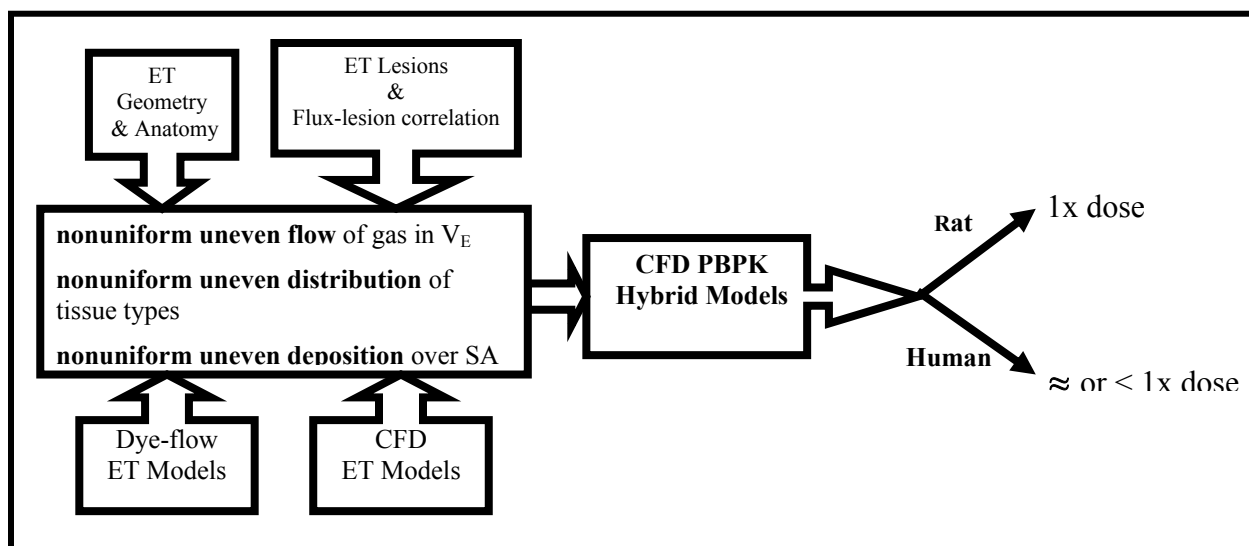 ET
Geometry
& Anatomy
ET Lesions
&
Flux-lesion correlation
nonuniform uneven flow of gas in VE
nonuniform uneven distribution of
tissue types
nonuniform uneven deposition over SA
Dye-flow
ET Models
CFD
ET Models
CFD PBPK
Hybrid Models
Rat
1x dose
Human
≈ or < 1x dose